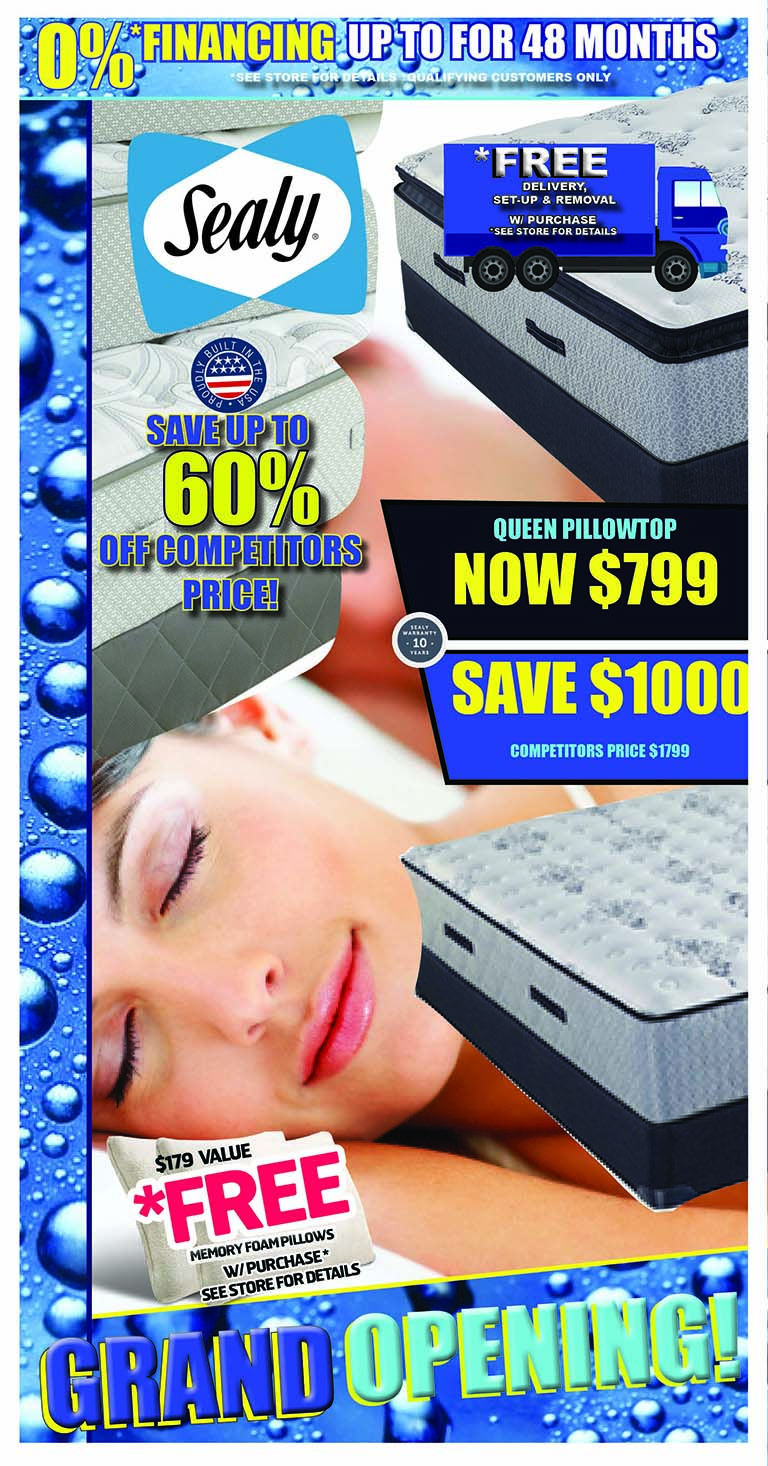 0%*FINANCING UP TO FOR 48 MONTHS
*SEE STORE FOR DETAILS *QUALIFYING CUSTOMERS ONLY
Sealy®
*FREE
DELIVERY,
SET-UP & REMOVAL
W/ PURCHASE
*SEE STORE FOR DETAILS
PROUDLY BUILT IN THE USA
SAVE UP TO
60%
OFF COMPETITORS
PRICE!
QUEEN PILLOWTOP
NOW $799
SEALY
WARRANTY
10
YEARS
SAVE $1000
COMPETITORS PRICE $1799
$179 VALUE
*FREE
MEMORY FOAM PILLOWS
W/ PURCHASE*
SEE STORE FOR DETAILS
GRAND OPENING!